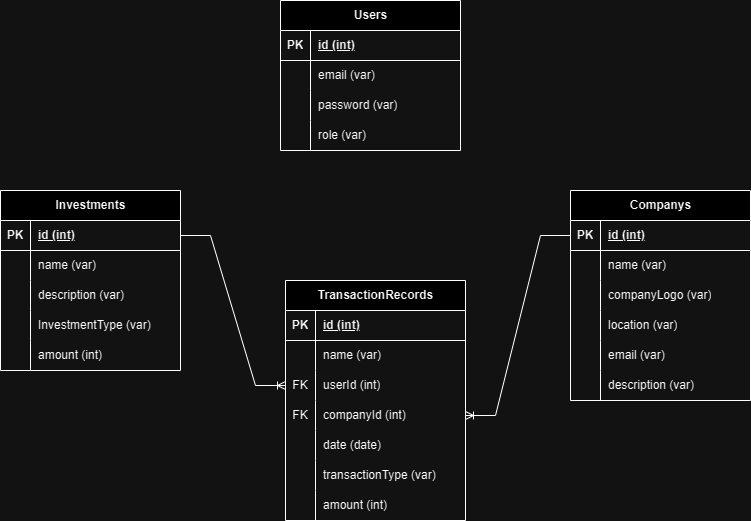 Users
PK id (int)
email (var)
password (var)
role (var)
Investments
PK id (int)
name (var)
description (var)
InvestmentType (var)
amount (int)
Companys
PK id (int)
name (var)
companyLogo (var)
location (var)
email (var)
description (var)
TransactionRecords
PK id (int)
name (var)
FK userId (int)
FK companyId (int)
date (date)
transactionType (var)
amount (int)